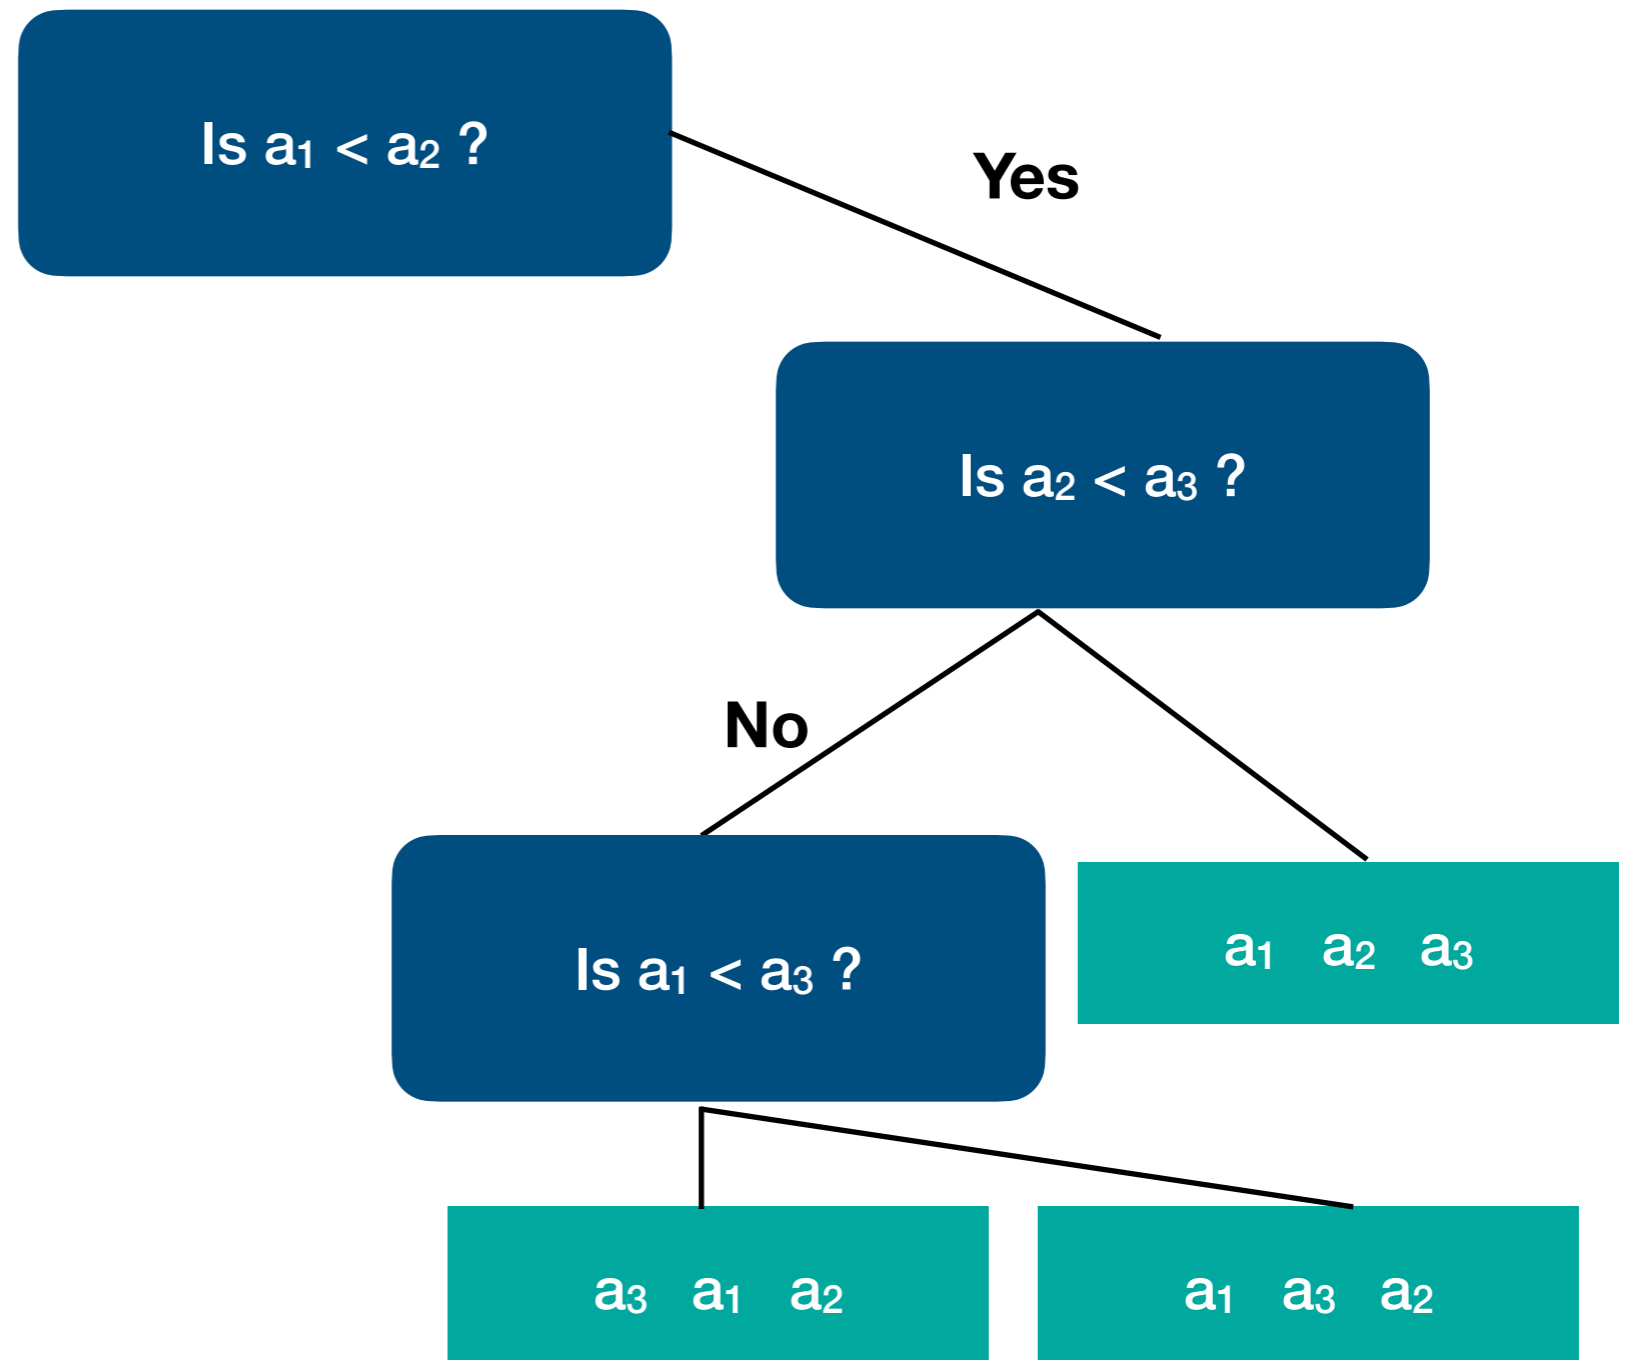 Is a₁ < a₂ ?
Yes
Is a₂ < a₃ ?
No
Is a₁ < a₃ ?
a₁ a₂ a₃
a₃ a₁ a₂
a₁ a₃ a₂